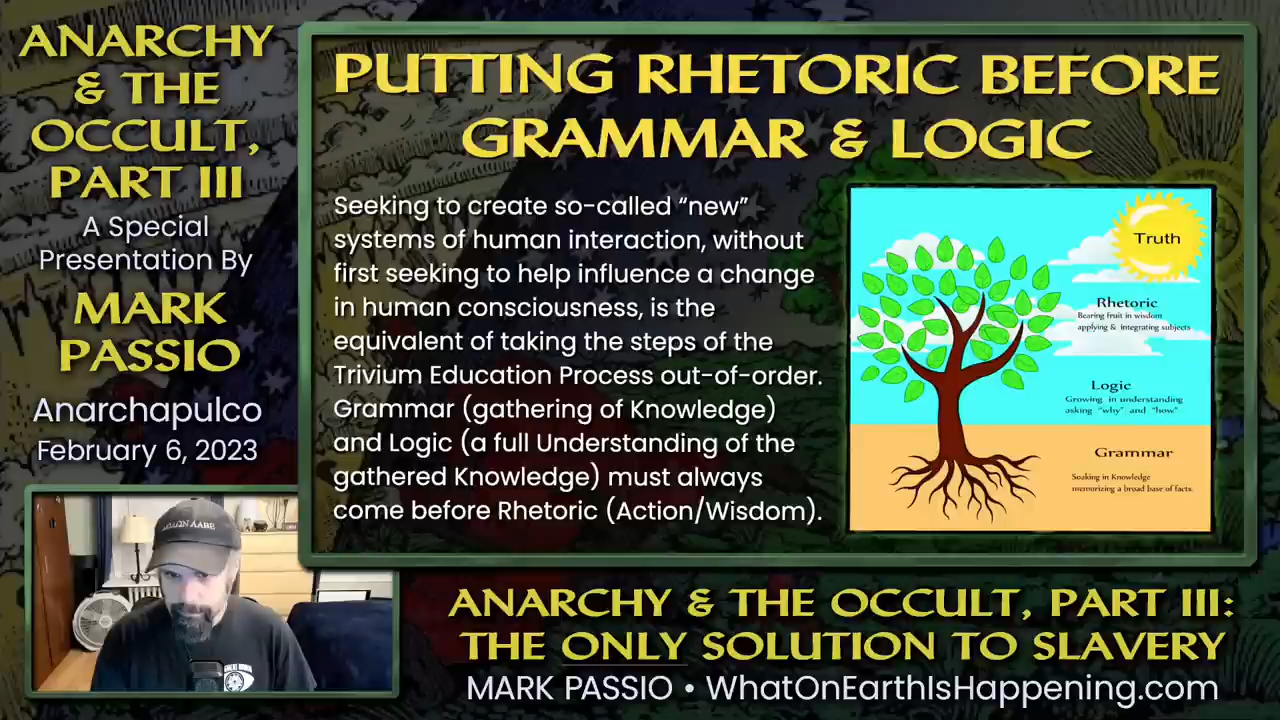 ANARCHY
& THE
OCCULT,
PART III
A Special
Presentation By
MARK
PASSIO
Anarchapulco
February 6, 2023
PUTTING RHETORIC BEFORE
GRAMMAR & LOGIC
Seeking to create so-called “new”
systems of human interaction, without
first seeking to help influence a change
in human consciousness, is the
equivalent of taking the steps of the
Trivium Education Process out-of-order.
Grammar (gathering of Knowledge)
and Logic (a full Understanding of the
gathered Knowledge) must always
come before Rhetoric (Action/Wisdom).
Truth
Rhetoric
Bearing fruit in wisdom
applying & integrating subjects
Logic
Growing in understanding
asking "why" and "how"
Grammar
Soaking in Knowledge
memorizing a broad base of facts.
ΜΟΛΩΝ ΛΑΒΕ
ANARCHY & THE OCCULT, PART III:
THE ONLY SOLUTION TO SLAVERY
MARK PASSIO • WhatOnEarthIsHappening.com